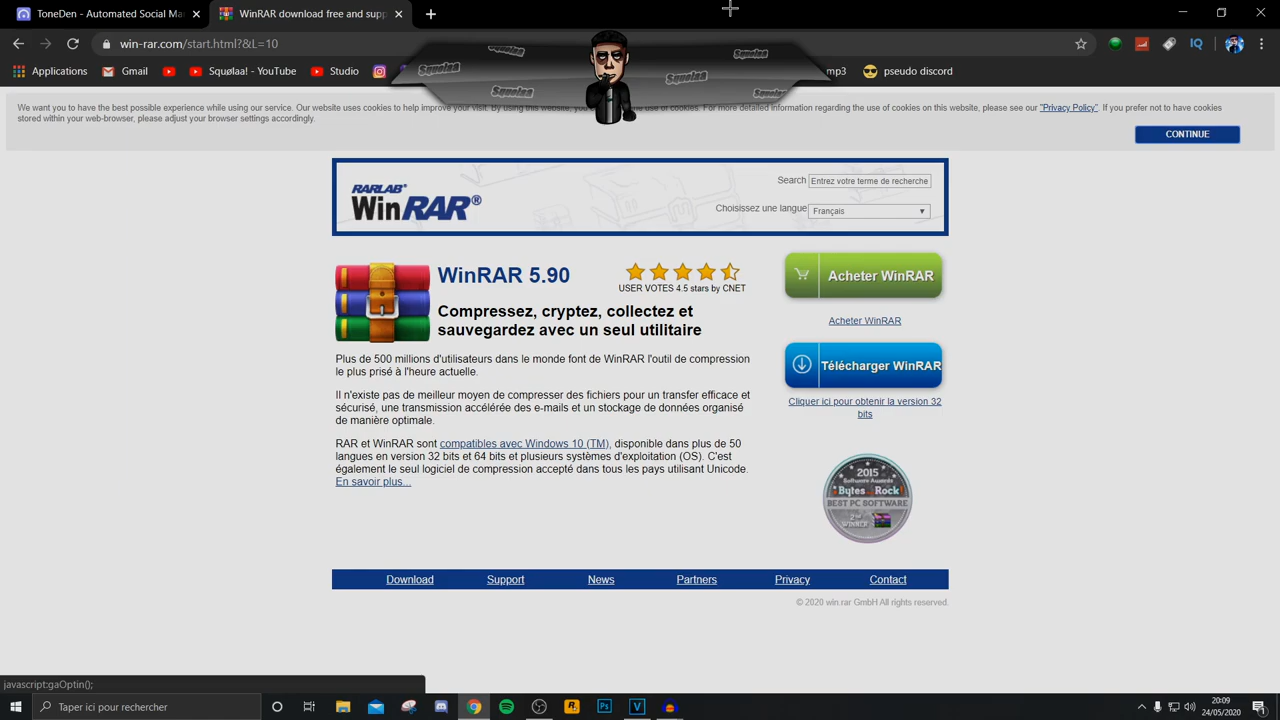 ToneDen - Automated Social Ma
WinRAR download free and sup
win-rar.com/start.html?&L=10
Applications
Gmail
Squølaa! - YouTube
Studio
mp3
pseudo discord
Squølaa
Squølaa
Squølaa
Squølaa
Squølaa
Squølaa
We want you to have the best possible experience while using our service. Our website uses cookies to help improve your visit. By using this website, you
use of cookies. For more detailed information regarding the use of cookies on this website, please see our "Privacy Policy". If you prefer not to have cookies
stored within your web-browser, please adjust your browser settings accordingly.
CONTINUE
RARLAB®
WinRAR®
Search
Entrez votre terme de recherche
Choisissez une langue
Français
WinRAR 5.90
USER VOTES 4.5 stars by CNET
Compressez, cryptez, collectez et
sauvegardez avec un seul utilitaire
Plus de 500 millions d'utilisateurs dans le monde font de WinRAR l'outil de compression
le plus prisé à l'heure actuelle.
Il n'existe pas de meilleur moyen de compresser des fichiers pour un transfer efficace et
sécurisé, une transmission accélérée des e-mails et un stockage de données organisé
de manière optimale.
RAR et WinRAR sont compatibles avec Windows 10 (TM), disponible dans plus de 50
langues en version 32 bits et 64 bits et plusieurs systèmes d'exploitation (OS). C'est
également le seul logiciel de compression accepté dans tous les pays utilisant Unicode.
En savoir plus...
Acheter WinRAR
Acheter WinRAR
Télécharger WinRAR
Cliquer ici pour obtenir la version 32
bits
2015
Software Awards
Bytes Rock
BEST PC SOFTWARE
2nd
WINNER
Download
Support
News
Partners
Privacy
Contact
© 2020 win.rar GmbH All rights reserved.
javascript:gaOptin();
Taper ici pour rechercher
20:09
24/05/2020